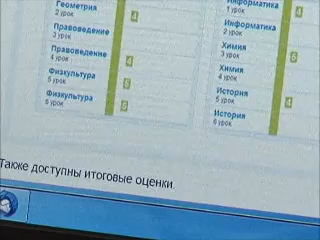 Геометрия
2 урок
4
Правоведение
3 урок
Правоведение
4 урок
4
Физкультура
5 урок
5
Физкультура
6 урок
5
Информатика
1 урок
4
Информатика
2 урок
Химия
3 урок
5
Химия
4 урок
История
5 урок
4
История
6 урок
Также доступны итоговые оценки.